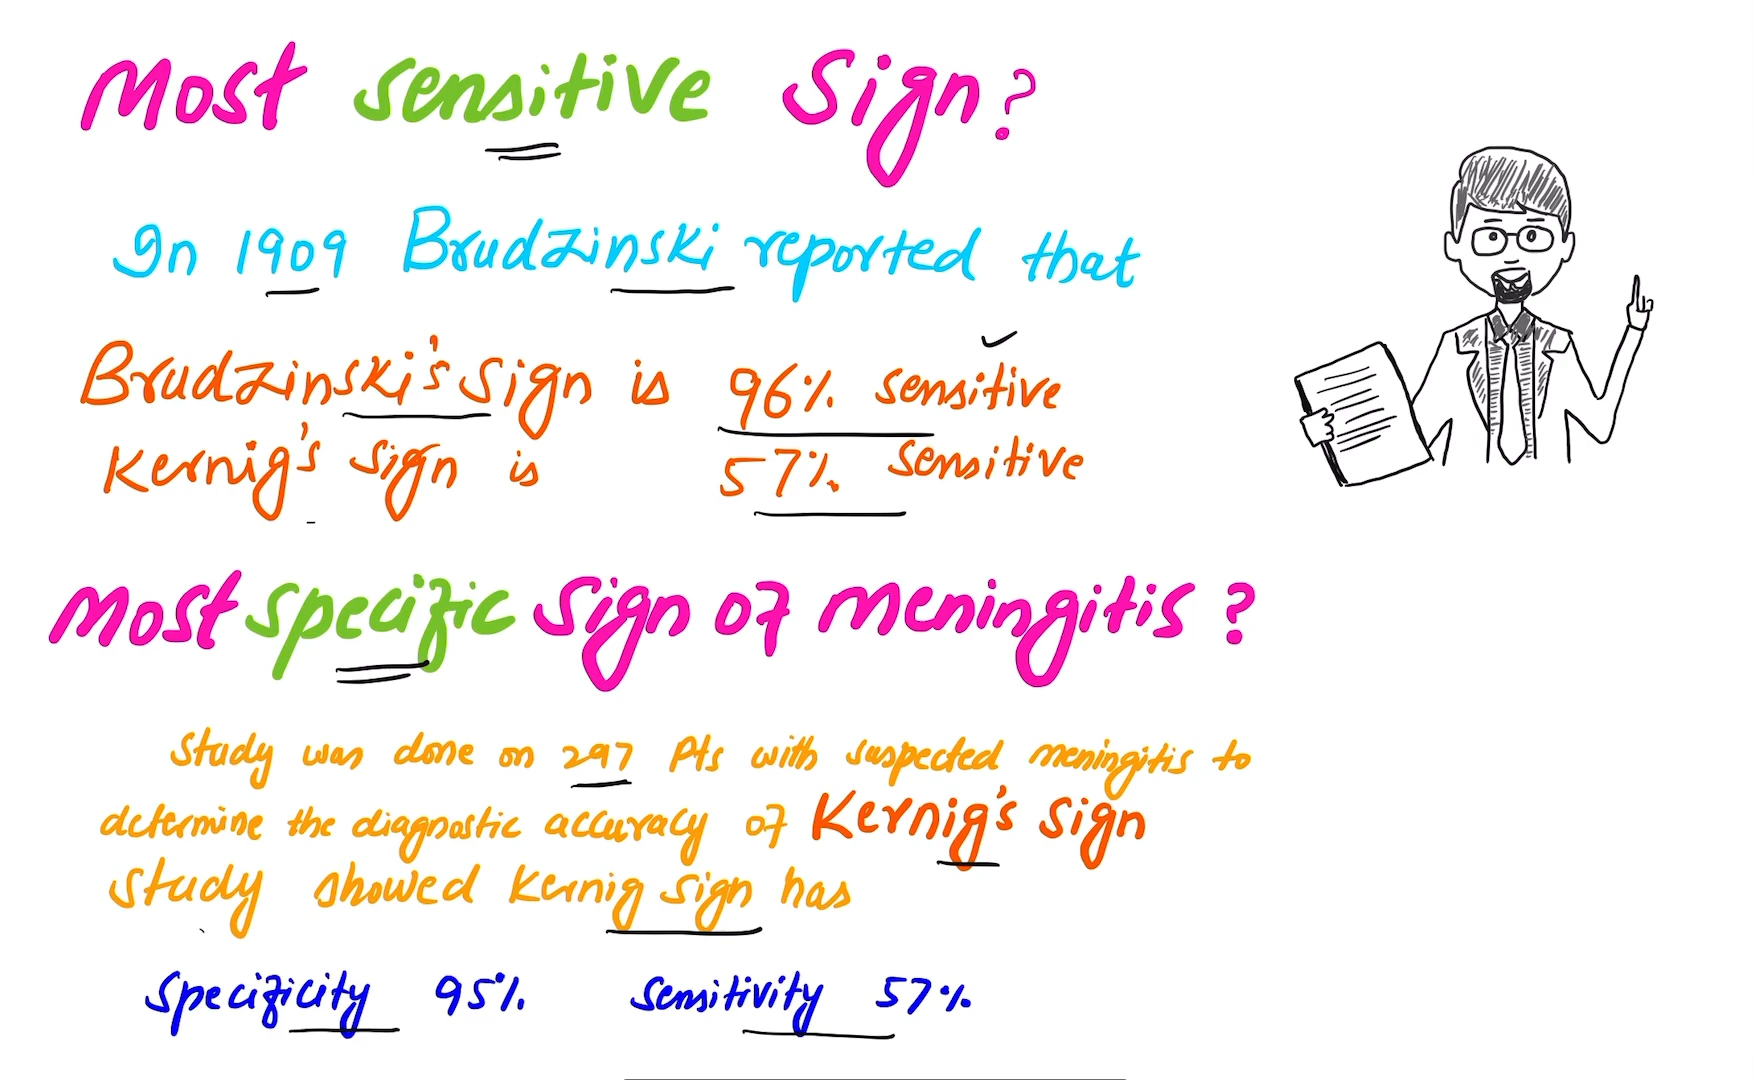 Most sensitive Sign?
In 1909 Brudzinski reported that
Brudzinski's sign is 96% sensitive
Kernig's sign is 57% sensitive
Most specific sign of Meningitis?
Study was done on 297 Pts with suspected meningitis to
determine the diagnostic accuracy of Kernig's sign
Study showed Kernig sign has
Specificity 95% Sensitivity 57%